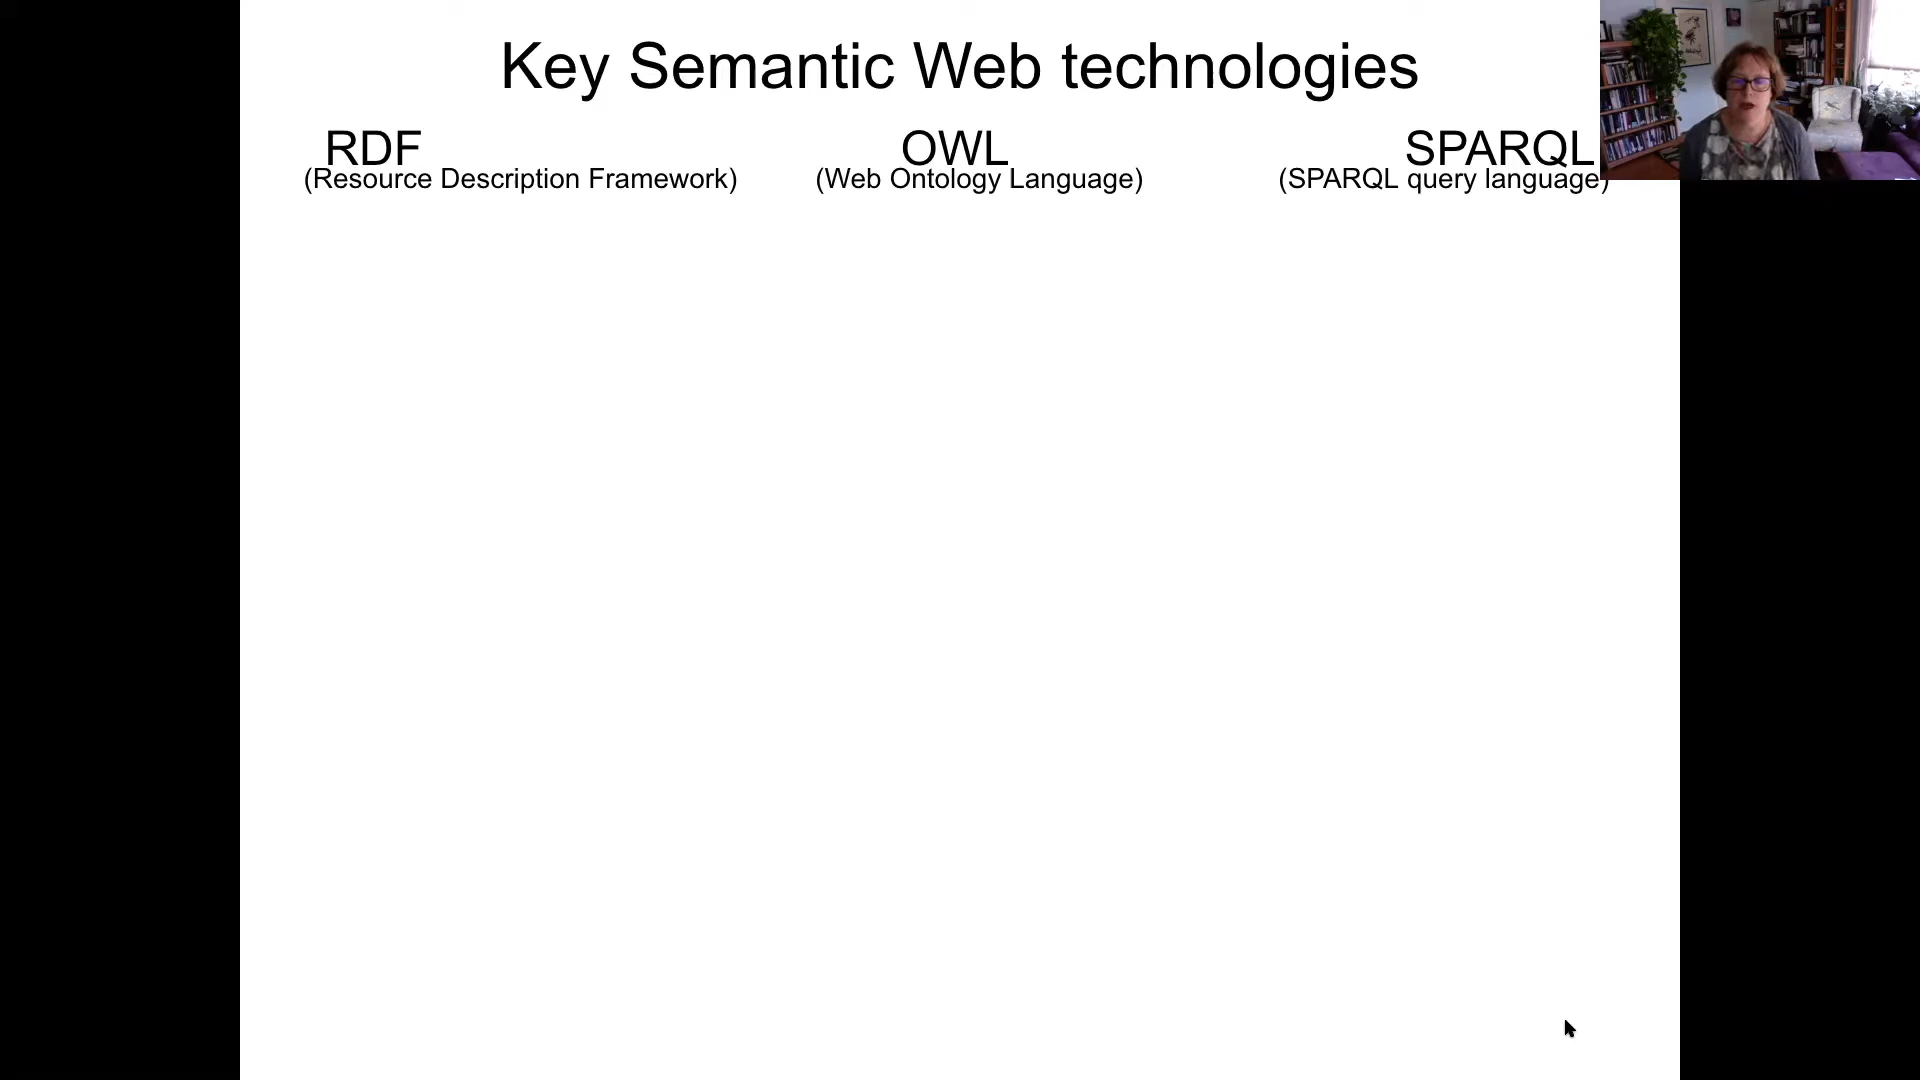 Key Semantic Web technologies
RDF
(Resource Description Framework)
OWL
(Web Ontology Language)
SPARQL
(SPARQL query language)